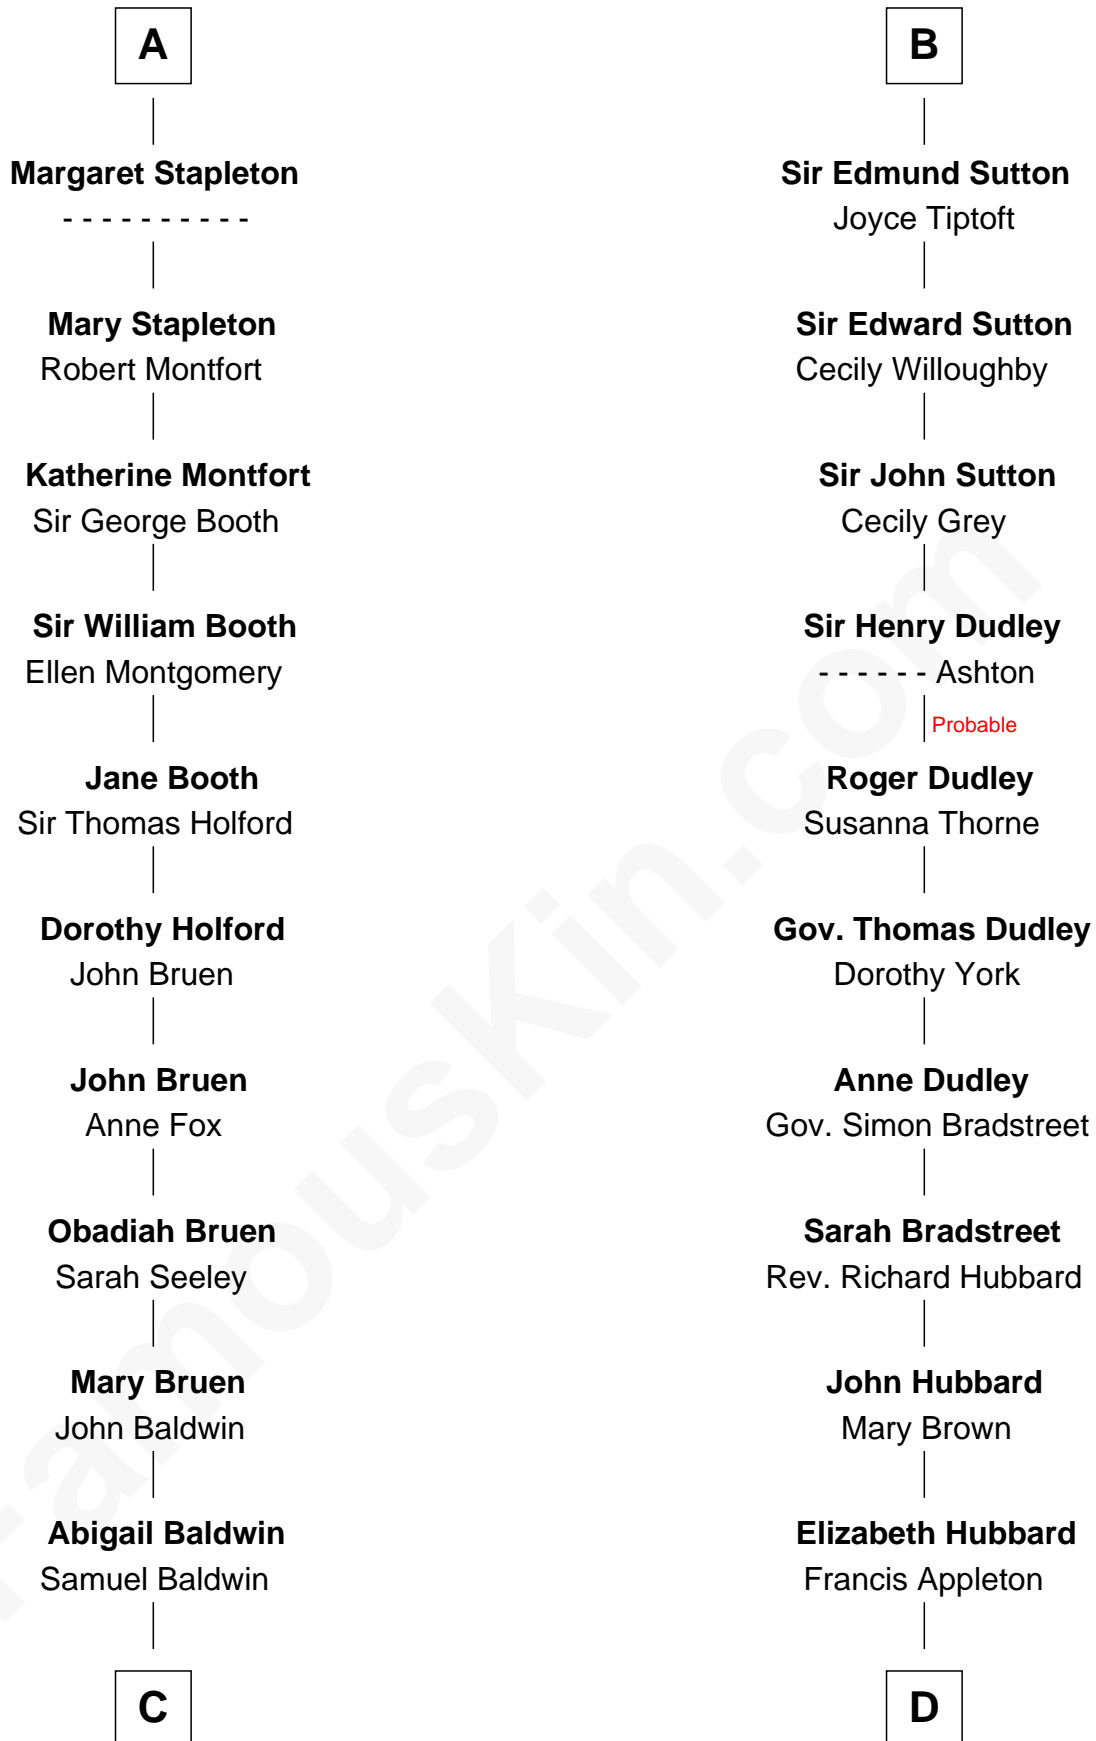 A
Margaret Stapleton
- - - - - - - - - -
Mary Stapleton
Robert Montfort
Katherine Montfort
Sir George Booth
Sir William Booth
Ellen Montgomery
Jane Booth
Sir Thomas Holford
Dorothy Holford
John Bruen
John Bruen
Anne Fox
Obadiah Bruen
Sarah Seeley
Mary Bruen
John Baldwin
Abigail Baldwin
Samuel Baldwin
C
B
Sir Edmund Sutton
Joyce Tiptoft
Sir Edward Sutton
Cecily Willoughby
Sir John Sutton
Cecily Grey
Sir Henry Dudley
- - - - - - Ashton
Probable
Roger Dudley
Susanna Thorne
Gov. Thomas Dudley
Dorothy York
Anne Dudley
Gov. Simon Bradstreet
Sarah Bradstreet
Rev. Richard Hubbard
John Hubbard
Mary Brown
Elizabeth Hubbard
Francis Appleton
D
FamousKin.com